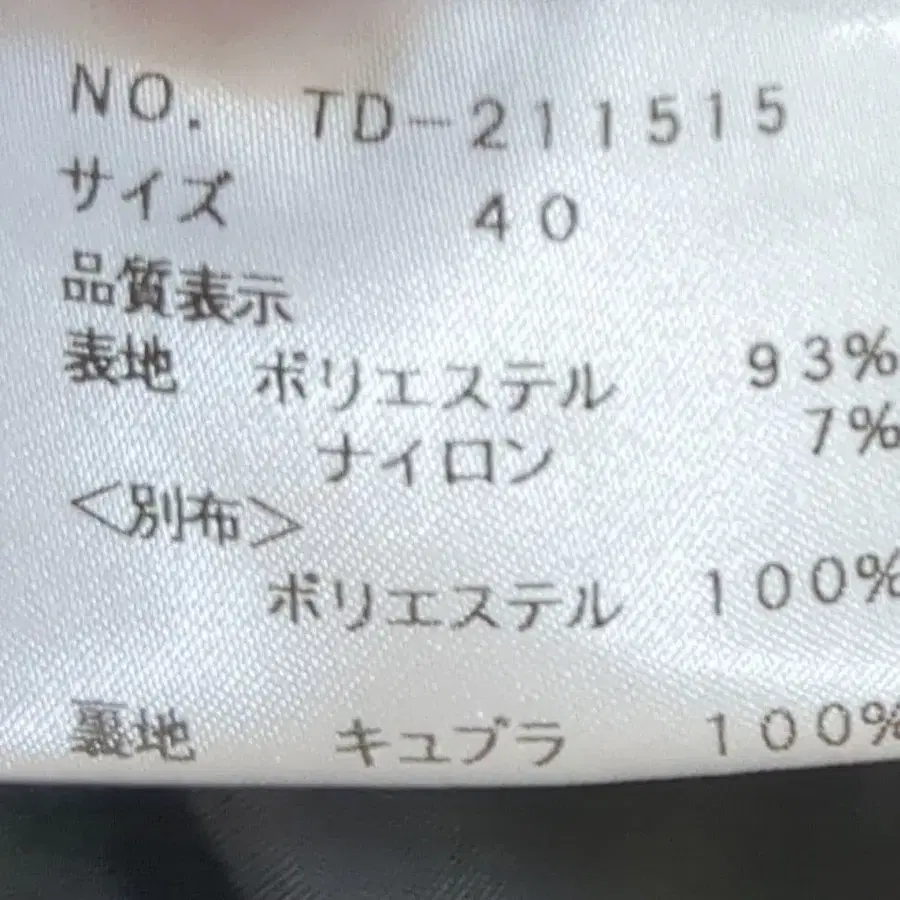 NO. TD-211515
サイズ 40
品質表示
表地 ポリエステル 93%
ナイロン 7%
＜別布＞
ポリエステル 100%
裏地 キュプラ 100%